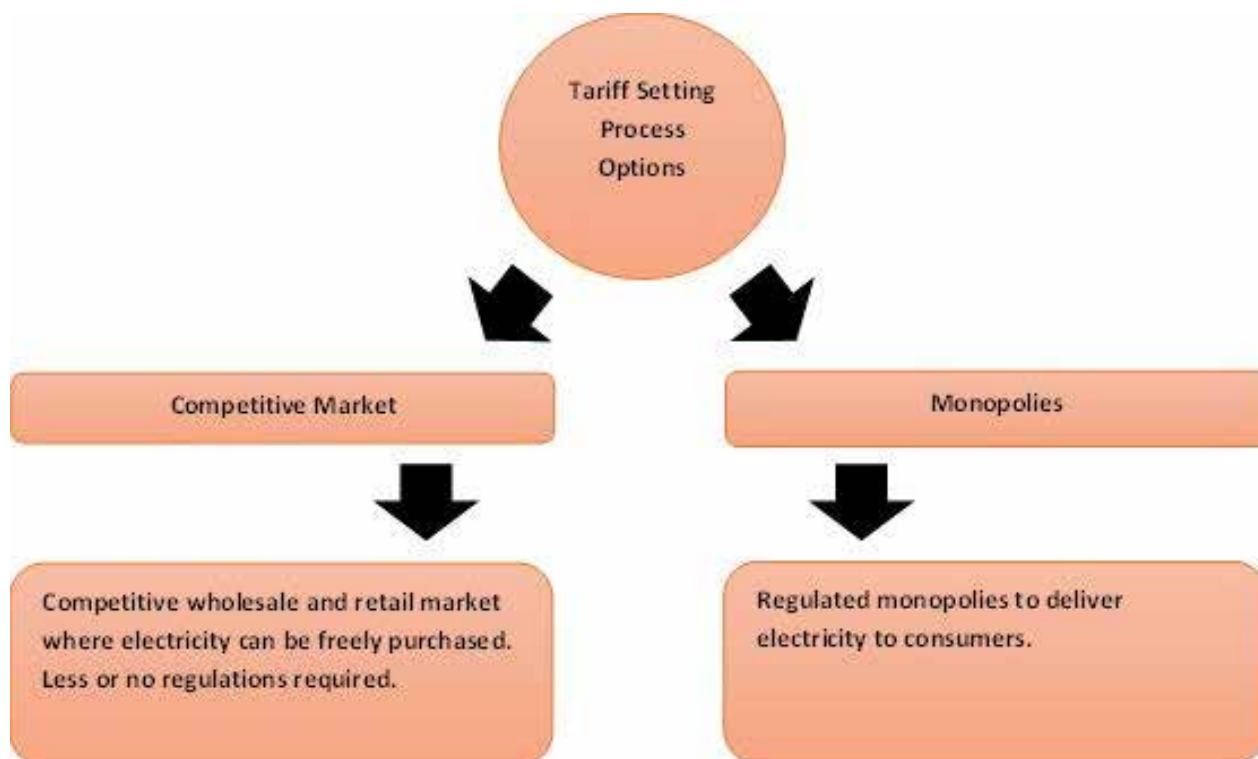 Tariff Setting
Process
Options
Competitive Market
Monopolies
Competitive wholesale and retail market
where electricity can be freely purchased.
Less or no regulations required.
Regulated monopolies to deliver
electricity to consumers.